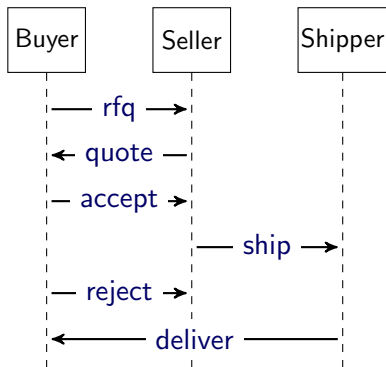 Buyer Seller Shipper
rfq
quote
accept
ship
reject
deliver